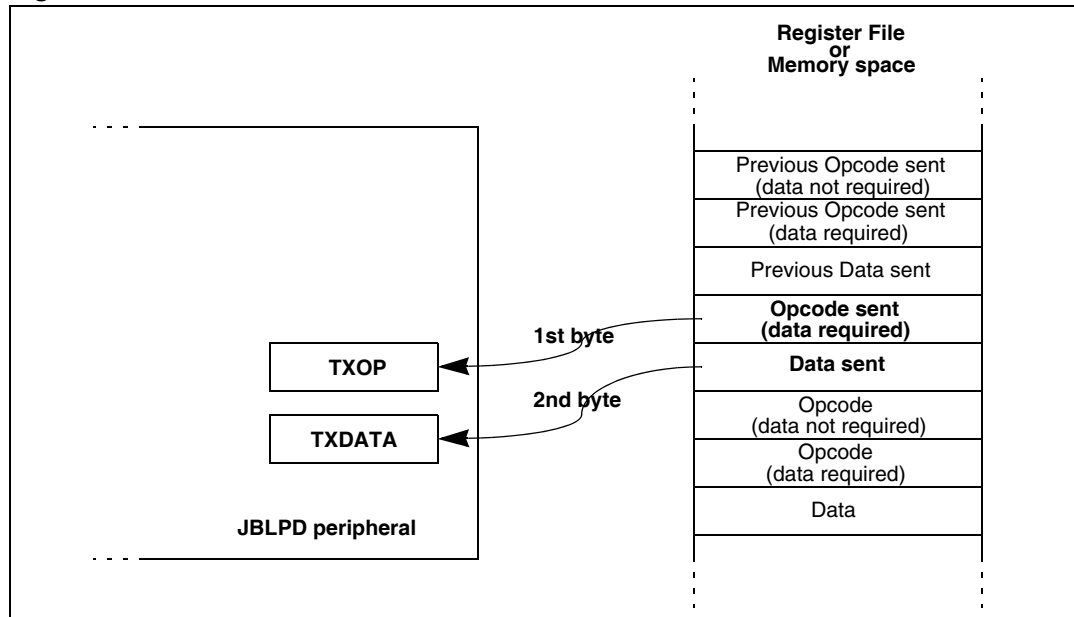 Register File
or
Memory space
Previous Opcode sent
(data not required)
Previous Opcode sent
(data required)
Previous Data sent
Opcode sent
(data required)
Data sent
Opcode
(data not required)
Opcode
(data required)
Data
1st byte
2nd byte
TXOP
TXDATA
JBLPD peripheral